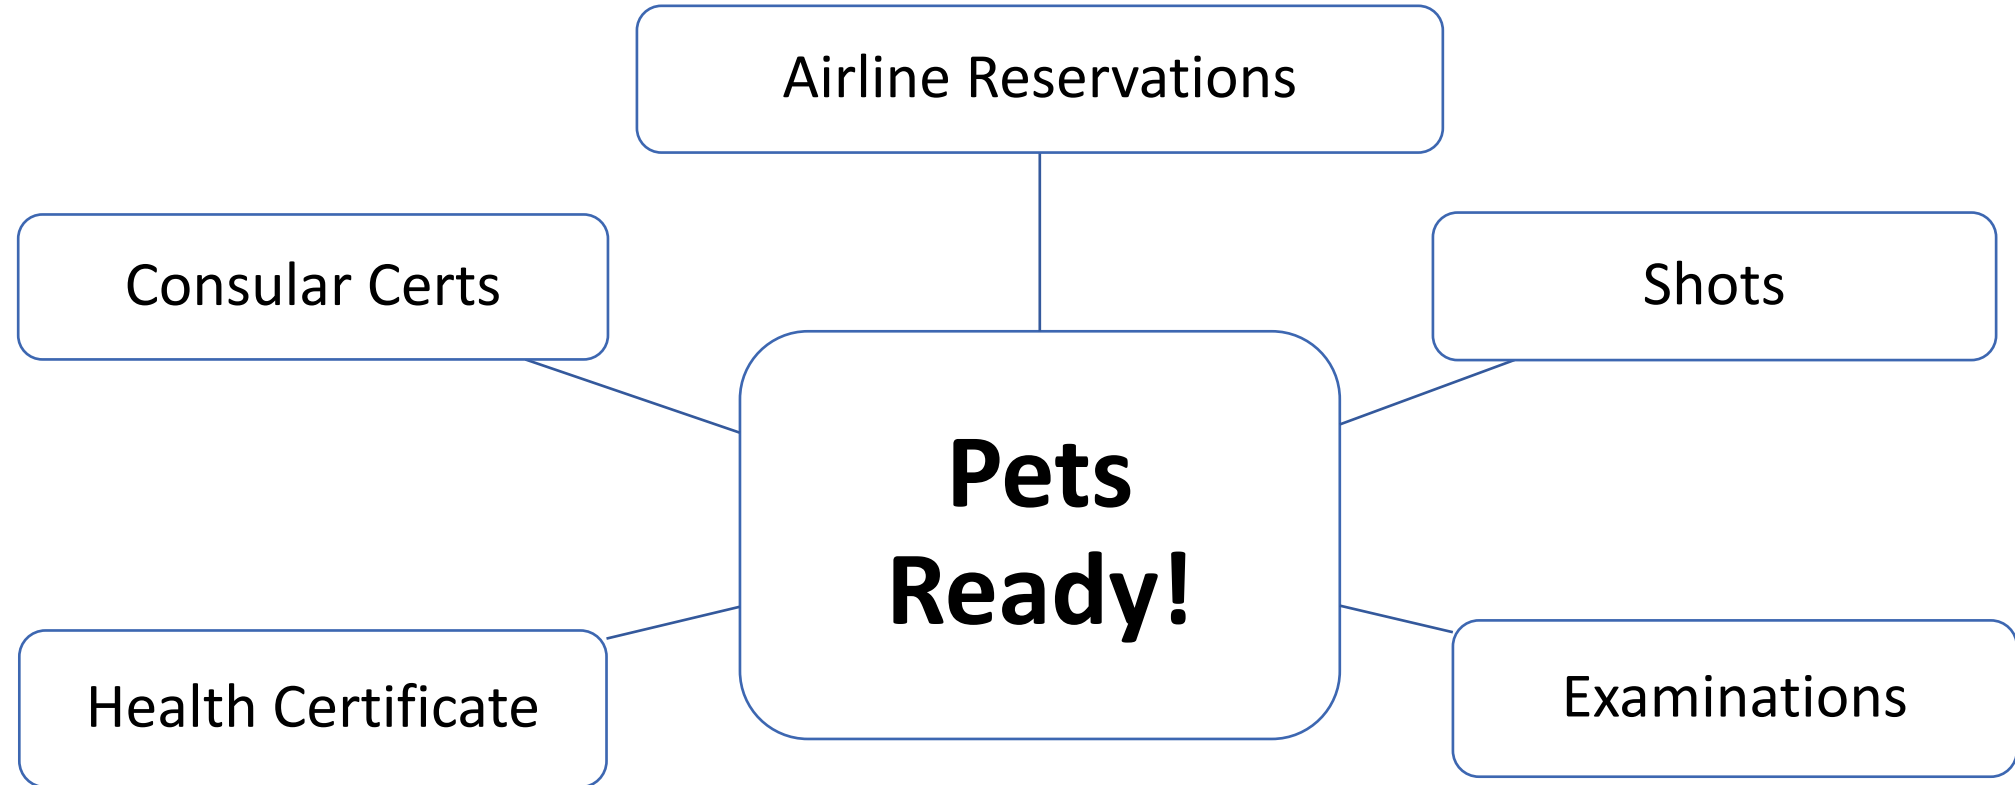 Airline Reservations
Consular Certs
Shots
Pets
Ready!
Health Certificate
Examinations